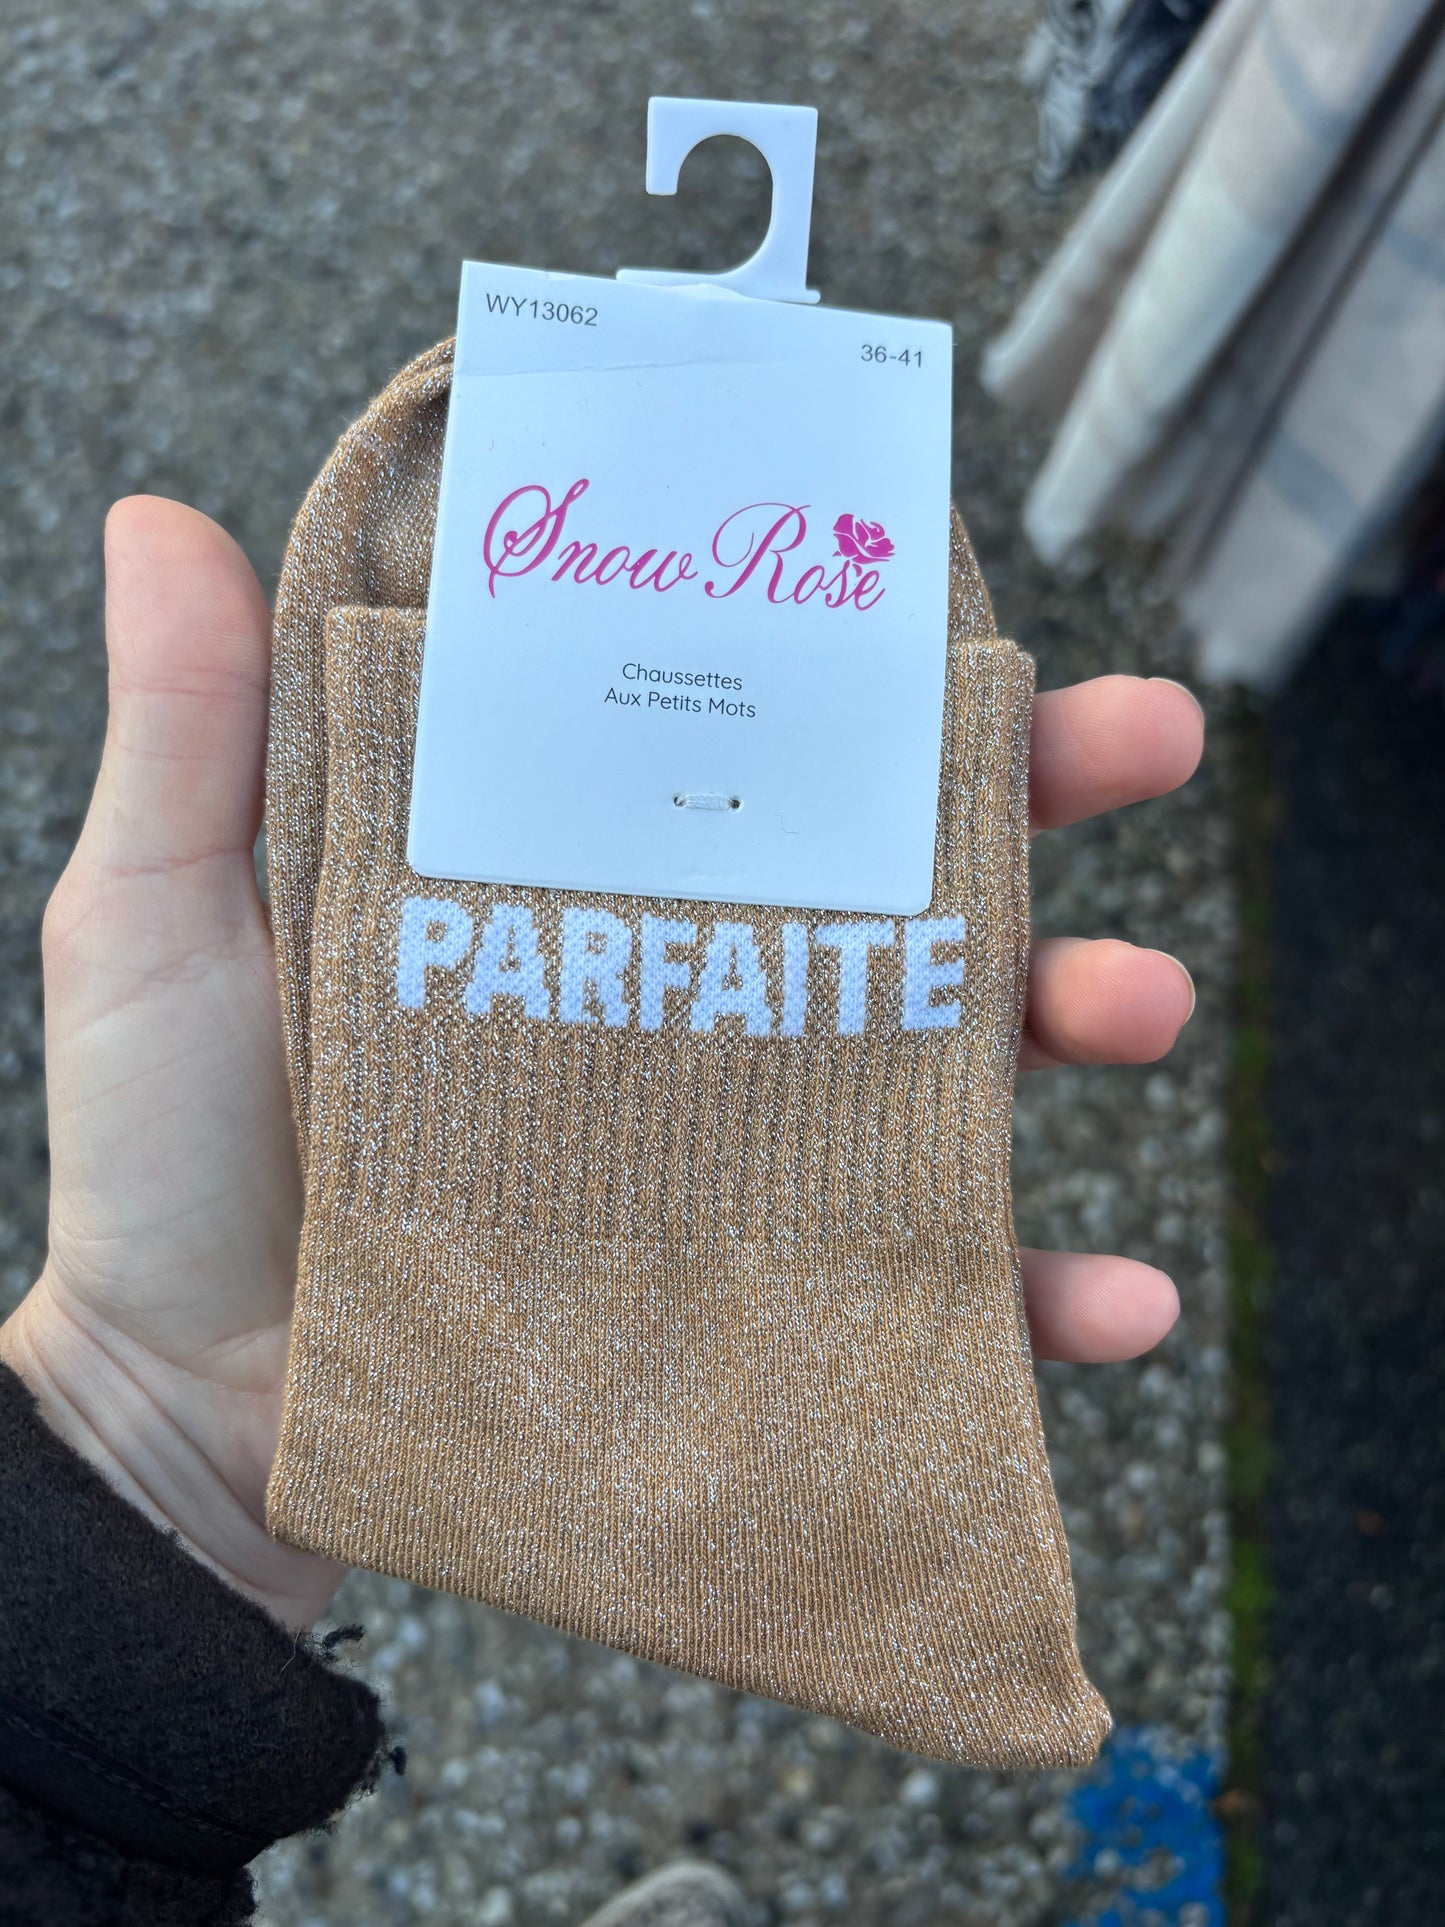 WY13062
36-41
Snow Rose
Chaussettes
Aux Petits Mots
PARFAITE